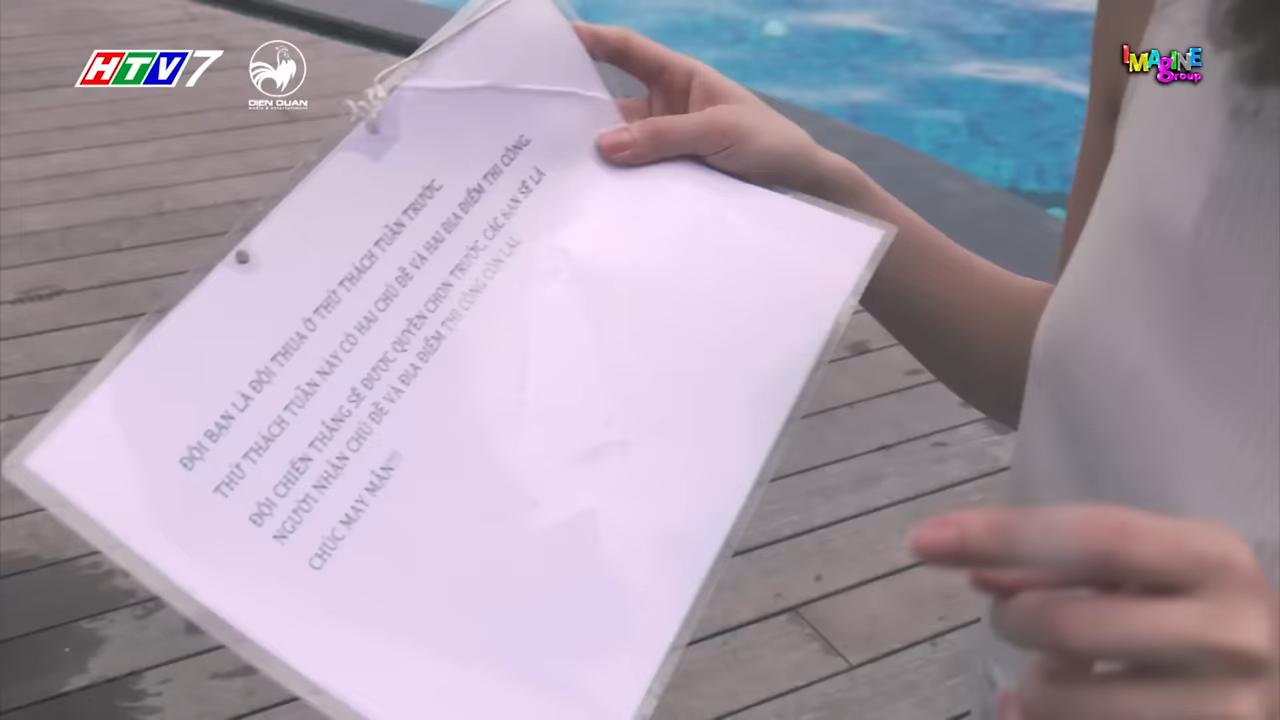 HTV7
DIEN QUAN
media & entertainment
IMAGINE
Group
ĐỘI BẠN LÀ ĐỘI THUA Ở THỬ THÁCH TUẦN TRƯỚC
THỬ THÁCH TUẦN NÀY CÓ HAI CHỦ ĐỀ VÀ HAI ĐỊA ĐIỂM THI CÔNG
ĐỘI CHIẾN THẮNG SẼ ĐƯỢC QUYỀN CHỌN TRƯỚC, CÁC BẠN SẼ LÀ
NGƯỜI NHẬN CHỦ ĐỀ VÀ ĐỊA ĐIỂM THI CÔNG CÒN LẠI.
CHÚC MAY MẮN!!!